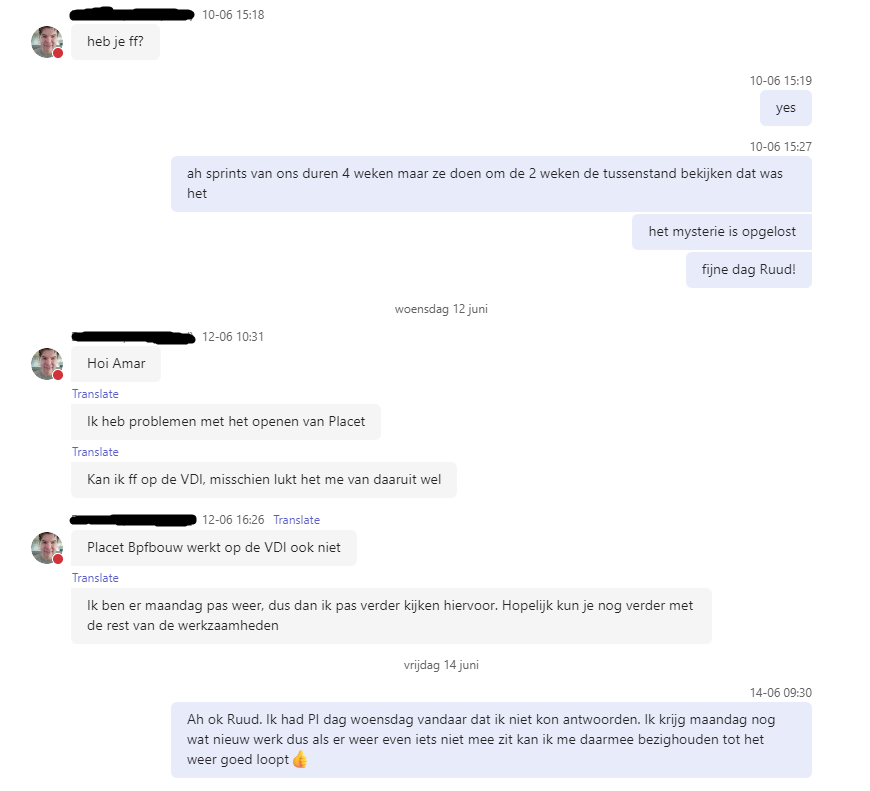 10-06 15:18
heb je ff?
10-06 15:19
yes
10-06 15:27
ah sprints van ons duren 4 weken maar ze doen om de 2 weken de tussenstand bekijken dat was
het
het mysterie is opgelost
fijne dag Ruud!
woensdag 12 juni
12-06 10:31
Hoi Amar
Translate
Ik heb problemen met het openen van Placet
Translate
Kan ik ff op de VDI, misschien lukt het me van daaruit wel
12-06 16:26 Translate
Placet Bpfbouw werkt op de VDI ook niet
Translate
Ik ben er maandag pas weer, dus dan ik pas verder kijken hiervoor. Hopelijk kun je nog verder met
de rest van de werkzaamheden
vrijdag 14 juni
14-06 09:30
Ah ok Ruud. Ik had PI dag woensdag vandaar dat ik niet kon antwoorden. Ik krijg maandag nog
wat nieuw werk dus als er weer even iets niet mee zit kan ik me daarmee bezighouden tot het
weer goed loopt👍